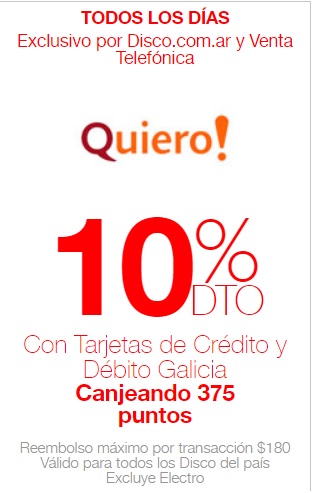 TODOS LOS DÍAS
Exclusivo por Disco.com.ar y Venta
Telefónica
Quiero!
10%
DTO
Con Tarjetas de Crédito y
Débito Galicia
Canjeando 375
puntos
Reembolso máximo por transacción $180
Válido para todos los Disco del país
Excluye Electro